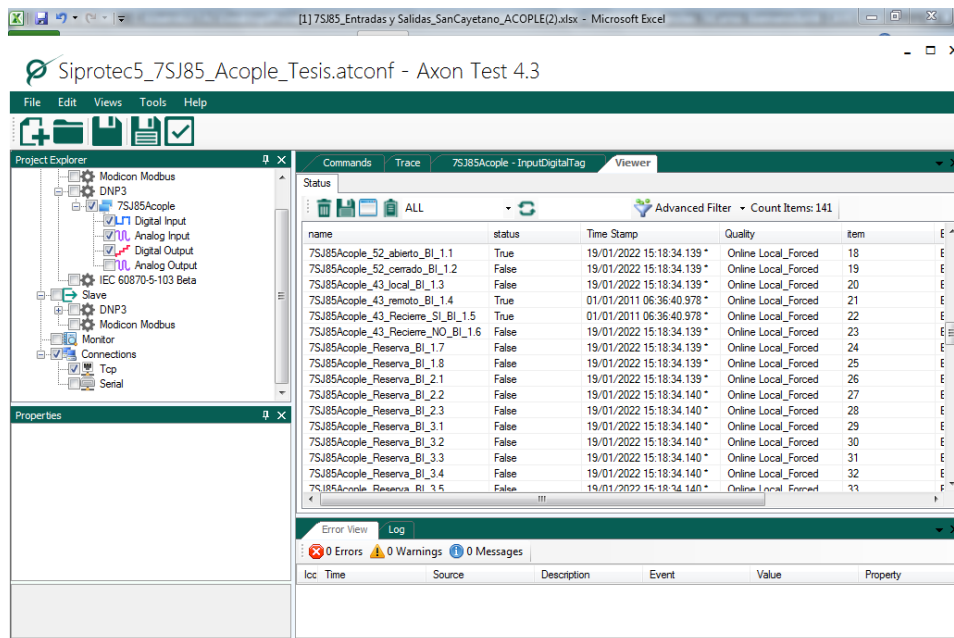 [1] 7SJ85_Entradas y Salidas_SanCayetano_ACOPLE(2).xlsx - Microsoft Excel
Siprotec5_7SJ85_Acople_Tesis.atconf - Axon Test 4.3
File Edit Views Tools Help
Project Explorer
Modicon Modbus
DNP3
7SJ85Acople
Digital Input
Analog Input
Digital Output
Analog Output
IEC 60870-5-103 Beta
Slave
DNP3
Modicon Modbus
Monitor
Connections
Tcp
Serial
Properties
Commands Trace 7SJ85Acople - InputDigitalTag Viewer
Status
ALL Advanced Filter Count Items: 141
name status Time Stamp Quality item E
7SJ85Acople_52_abierto_BI_1.1 True 19/01/2022 15:18:34.139 * Online Local_Forced 18 E
7SJ85Acople_52_cerrado_BI_1.2 False 19/01/2022 15:18:34.139 * Online Local_Forced 19 E
7SJ85Acople_43_local_BI_1.3 False 19/01/2022 15:18:34.139 * Online Local_Forced 20 E
7SJ85Acople_43_remoto_BI_1.4 True 01/01/2011 06:36:40.978 * Online Local_Forced 21 E
7SJ85Acople_43_Recierre_SI_BI_1.5 True 01/01/2011 06:36:40.978 * Online Local_Forced 22 E
7SJ85Acople_43_Recierre_NO_BI_1.6 False 19/01/2022 15:18:34.139 * Online Local_Forced 23 E
7SJ85Acople_Reserva_BI_1.7 False 19/01/2022 15:18:34.139 * Online Local_Forced 24 E
7SJ85Acople_Reserva_BI_1.8 False 19/01/2022 15:18:34.139 * Online Local_Forced 25 E
7SJ85Acople_Reserva_BI_2.1 False 19/01/2022 15:18:34.139 * Online Local_Forced 26 E
7SJ85Acople_Reserva_BI_2.2 False 19/01/2022 15:18:34.140 * Online Local_Forced 27 E
7SJ85Acople_Reserva_BI_2.3 False 19/01/2022 15:18:34.140 * Online Local_Forced 28 E
7SJ85Acople_Reserva_BI_3.1 False 19/01/2022 15:18:34.140 * Online Local_Forced 29 E
7SJ85Acople_Reserva_BI_3.2 False 19/01/2022 15:18:34.140 * Online Local_Forced 30 E
7SJ85Acople_Reserva_BI_3.3 False 19/01/2022 15:18:34.140 * Online Local_Forced 31 E
7SJ85Acople_Reserva_BI_3.4 False 19/01/2022 15:18:34.140 * Online Local_Forced 32 E
7SJ85Acople_Reserva_BI_3.5 False 19/01/2022 15:18:34.140 * Online Local_Forced 33 E
Error View Log
0 Errors 0 Warnings 0 Messages
Icc Time Source Description Event Value Property